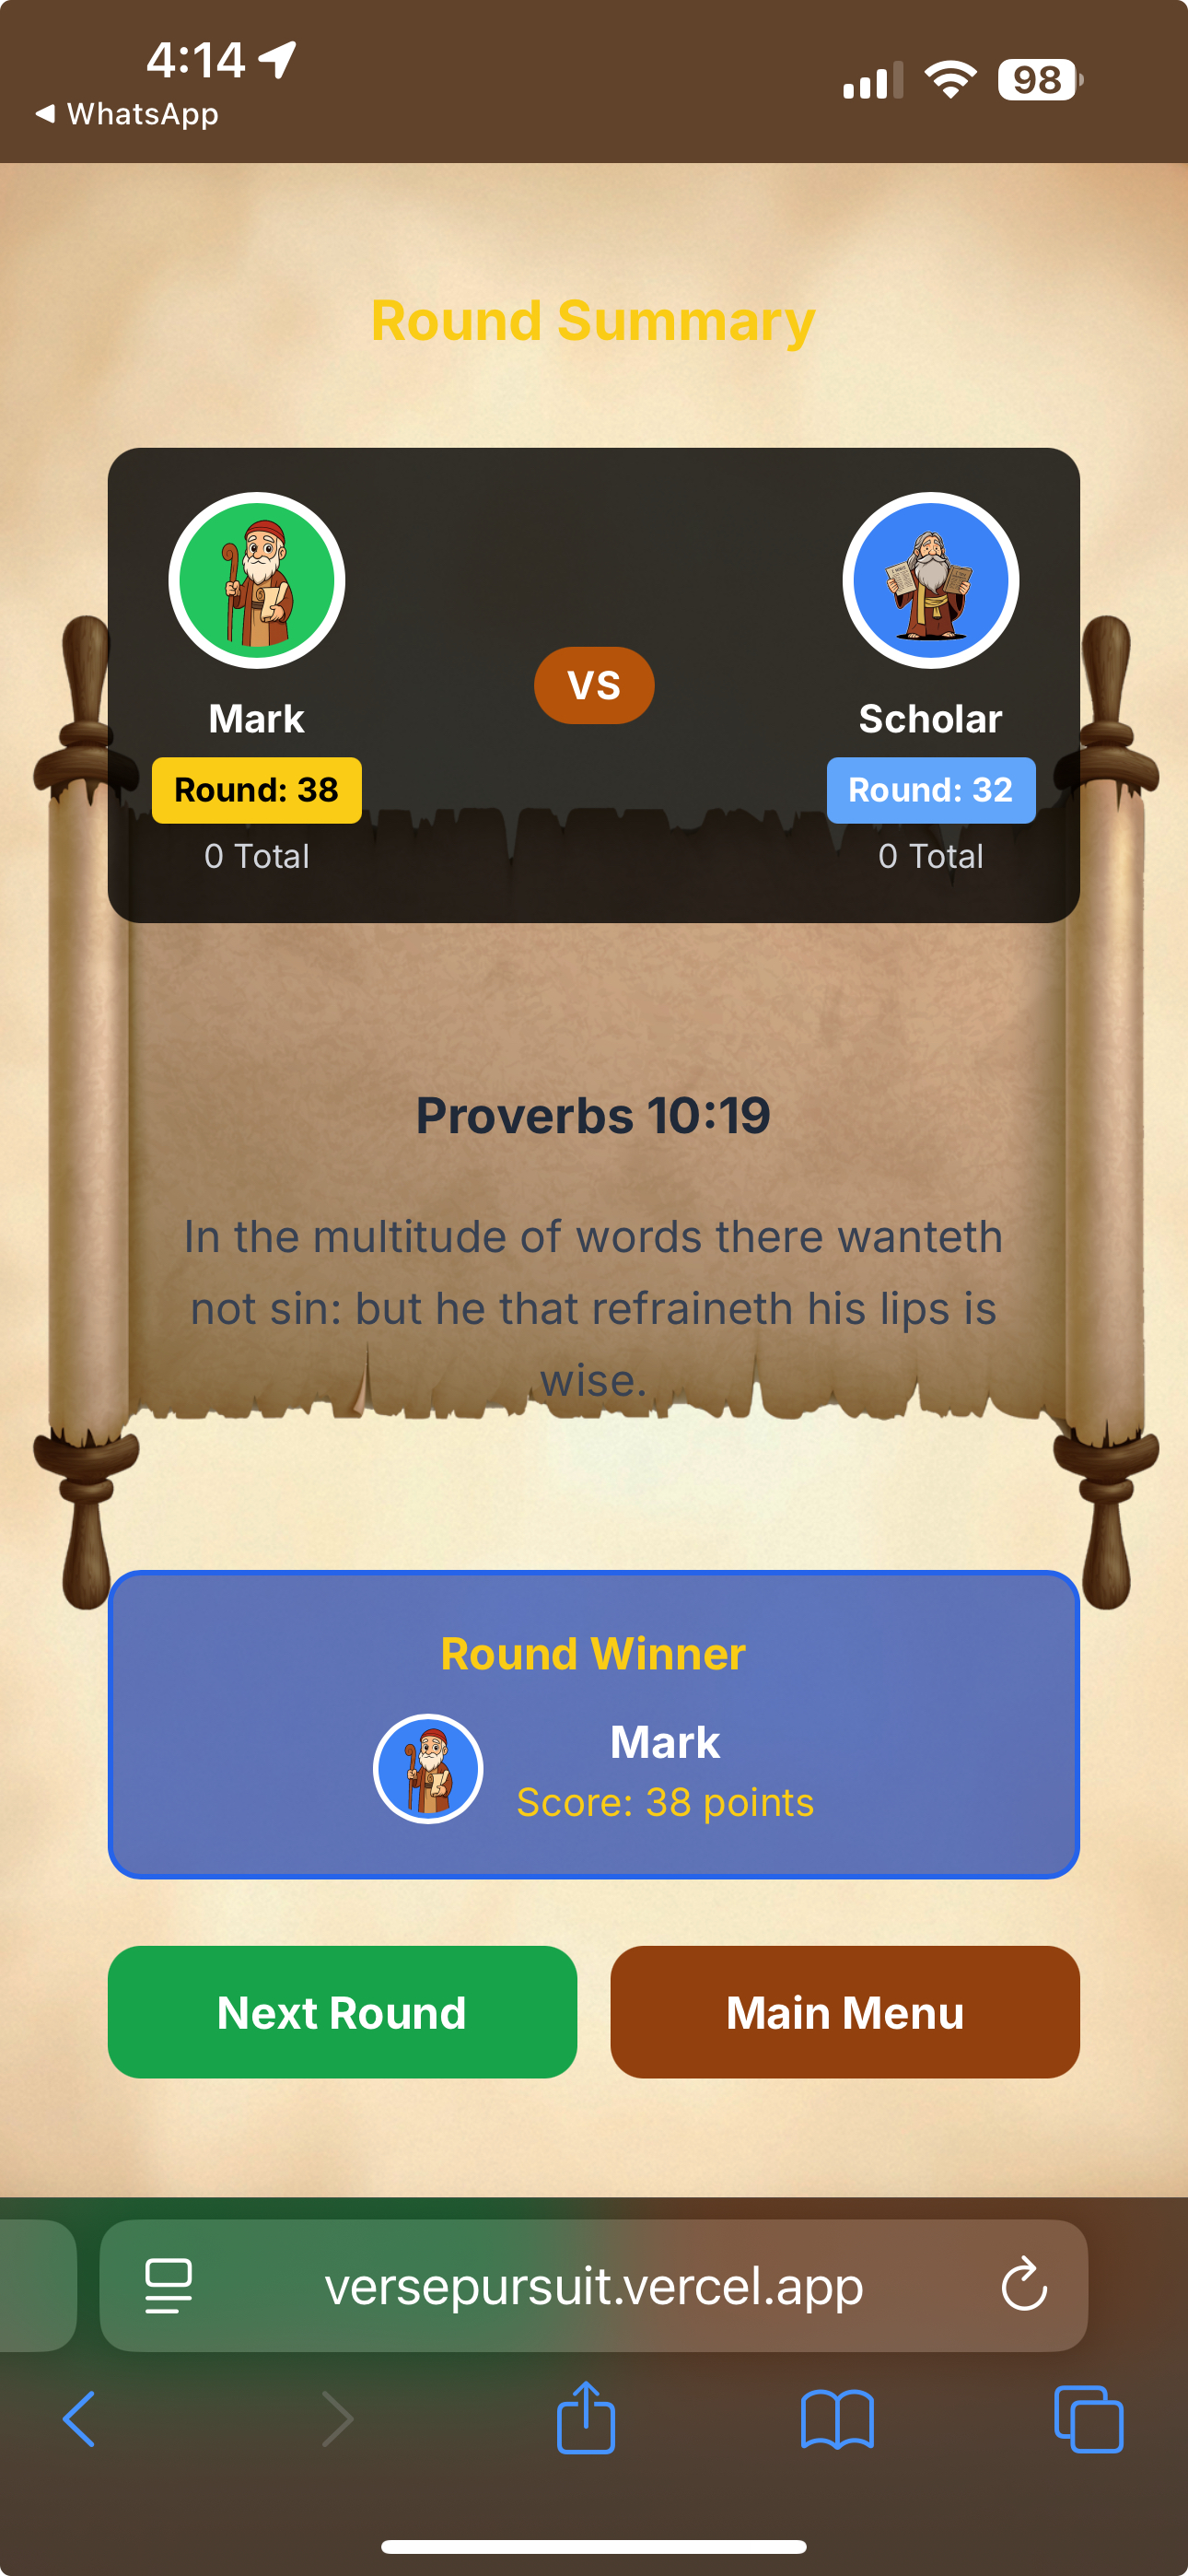 4:14
WhatsApp
98
Round Summary
VS
Mark
Scholar
Round: 38
Round: 32
0 Total
0 Total
Proverbs 10:19
In the multitude of words there wanteth
not sin: but he that refraineth his lips is
wise.
Round Winner
Mark
Score: 38 points
Next Round
Main Menu
versepursuit.vercel.app